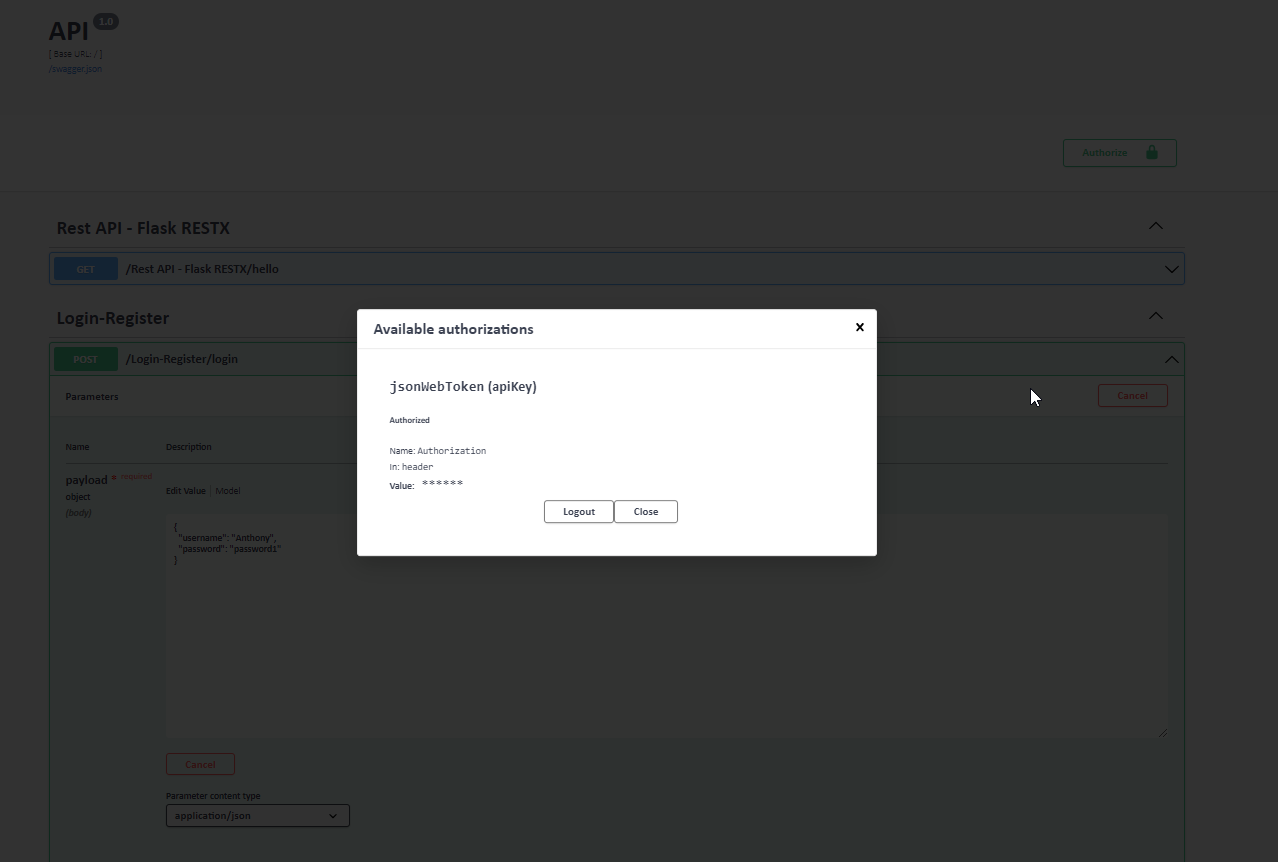 API 1.0
[ Base URL: / ]
/swagger.json
Authorize
Rest API - Flask RESTX
GET /Rest API - Flask RESTX/hello
Login-Register
POST /Login-Register/login
Parameters
Cancel
Name Description
payload * required
object
(body)
Edit Value | Model
{
"username": "Anthony",
"password": "password1"
}
Cancel
Parameter content type
application/json
Available authorizations
×
jsonWebToken (apiKey)
Authorized
Name: Authorization
In: header
Value: ******
Logout Close